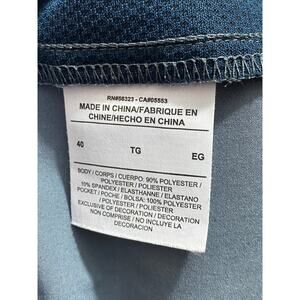 RN#56323 - CA#05553
MADE IN CHINA/FABRIQUE EN
CHINE/HECHO EN CHINA
40 TG EG
BODY / CORPS / CUERPO: 90% POLYESTER /
POLYESTER / POLIESTER
10% SPANDEX / ELASTHANNE / ELASTANO
POCKET / POCHE / BOLSA: 100% POLYESTER
/ POLYESTER / POLIESTER
EXCLUSIVE OF DECORATION / DECORATION
NON COMPRISE / NO INCLUYE LA
DECORACION